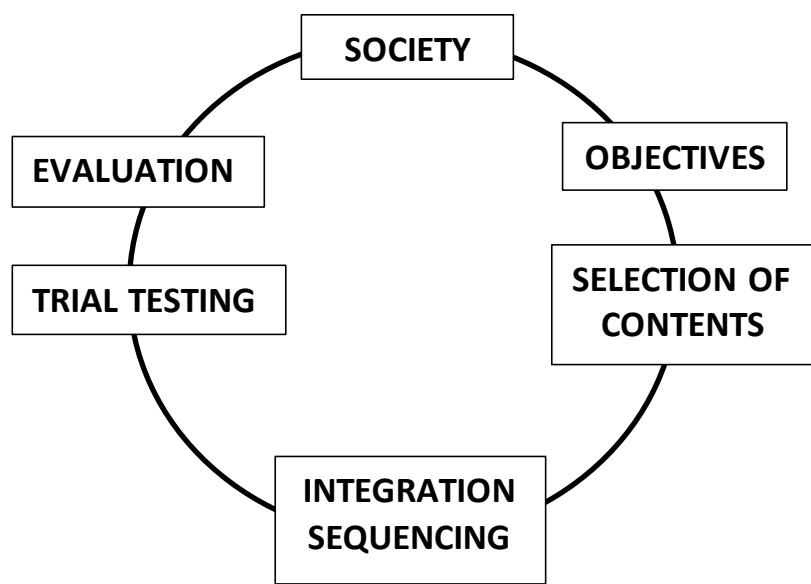 SOCIETY
OBJECTIVES
SELECTION OF
CONTENTS
INTEGRATION
SEQUENCING
TRIAL TESTING
EVALUATION